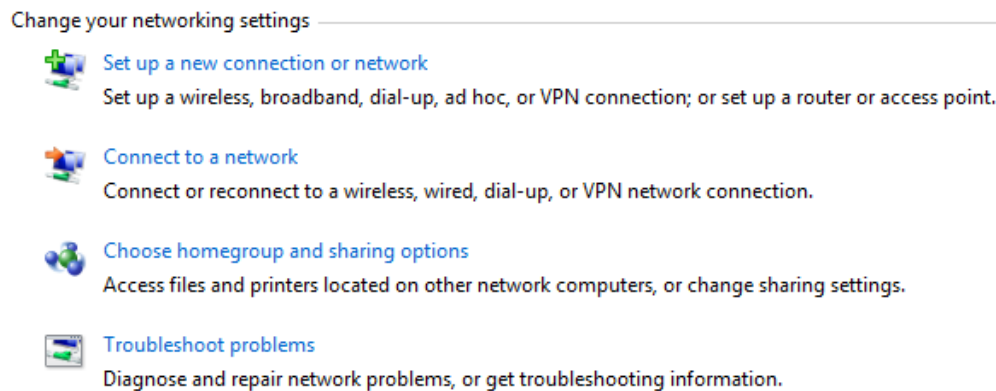 Change your networking settings
Set up a new connection or network
Set up a wireless, broadband, dial-up, ad hoc, or VPN connection; or set up a router or access point.
Connect to a network
Connect or reconnect to a wireless, wired, dial-up, or VPN network connection.
Choose homegroup and sharing options
Access files and printers located on other network computers, or change sharing settings.
Troubleshoot problems
Diagnose and repair network problems, or get troubleshooting information.